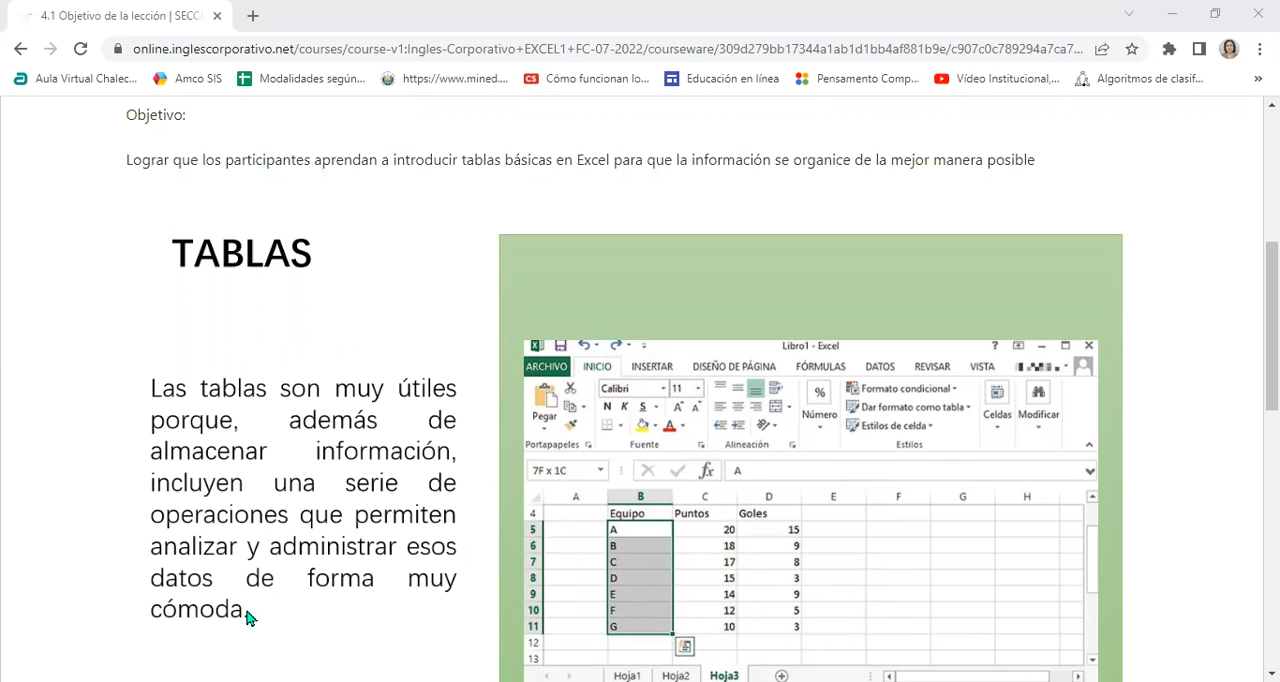 4.1 Objetivo de la lección | SECCI
online.inglescorporativo.net/courses/course-v1:Ingles-Corporativo+EXCEL1+FC-07-2022/courseware/309d279bb17344a1ab1d1bb4af881b9e/c907c0c789294a7ca7...
Aula Virtual Chalec... Amco SIS Modalidades según... https://www.mined.... CS Cómo funcionan lo... Educación en línea Pensamento Comp... Vídeo Institucional,... Algoritmos de clasif... »
Objetivo:
Lograr que los participantes aprendan a introducir tablas básicas en Excel para que la información se organice de la mejor manera posible
TABLAS
Las tablas son muy útiles
porque, además de
almacenar información,
incluyen una serie de
operaciones que permiten
analizar y administrar esos
datos de forma muy
cómoda.
Libro1 - Excel ?
ARCHIVO INICIO INSERTAR DISEÑO DE PÁGINA FÓRMULAS DATOS REVISAR VISTA
Pegar Calibri 11 % Número Formato condicional Celdas Modificar
N K S A A Dar formato como tabla
A Estilos de celda
Portapapeles Fuente Alineación Estilos
7F x 1C fx A
A B C D E F G H
4 Equipo Puntos Goles
5 A 20 15
6 B 18 9
7 C 17 8
8 D 15 3
9 E 14 9
10 F 12 5
11 G 10 3
12
13
Hoja1 Hoja2 Hoja3